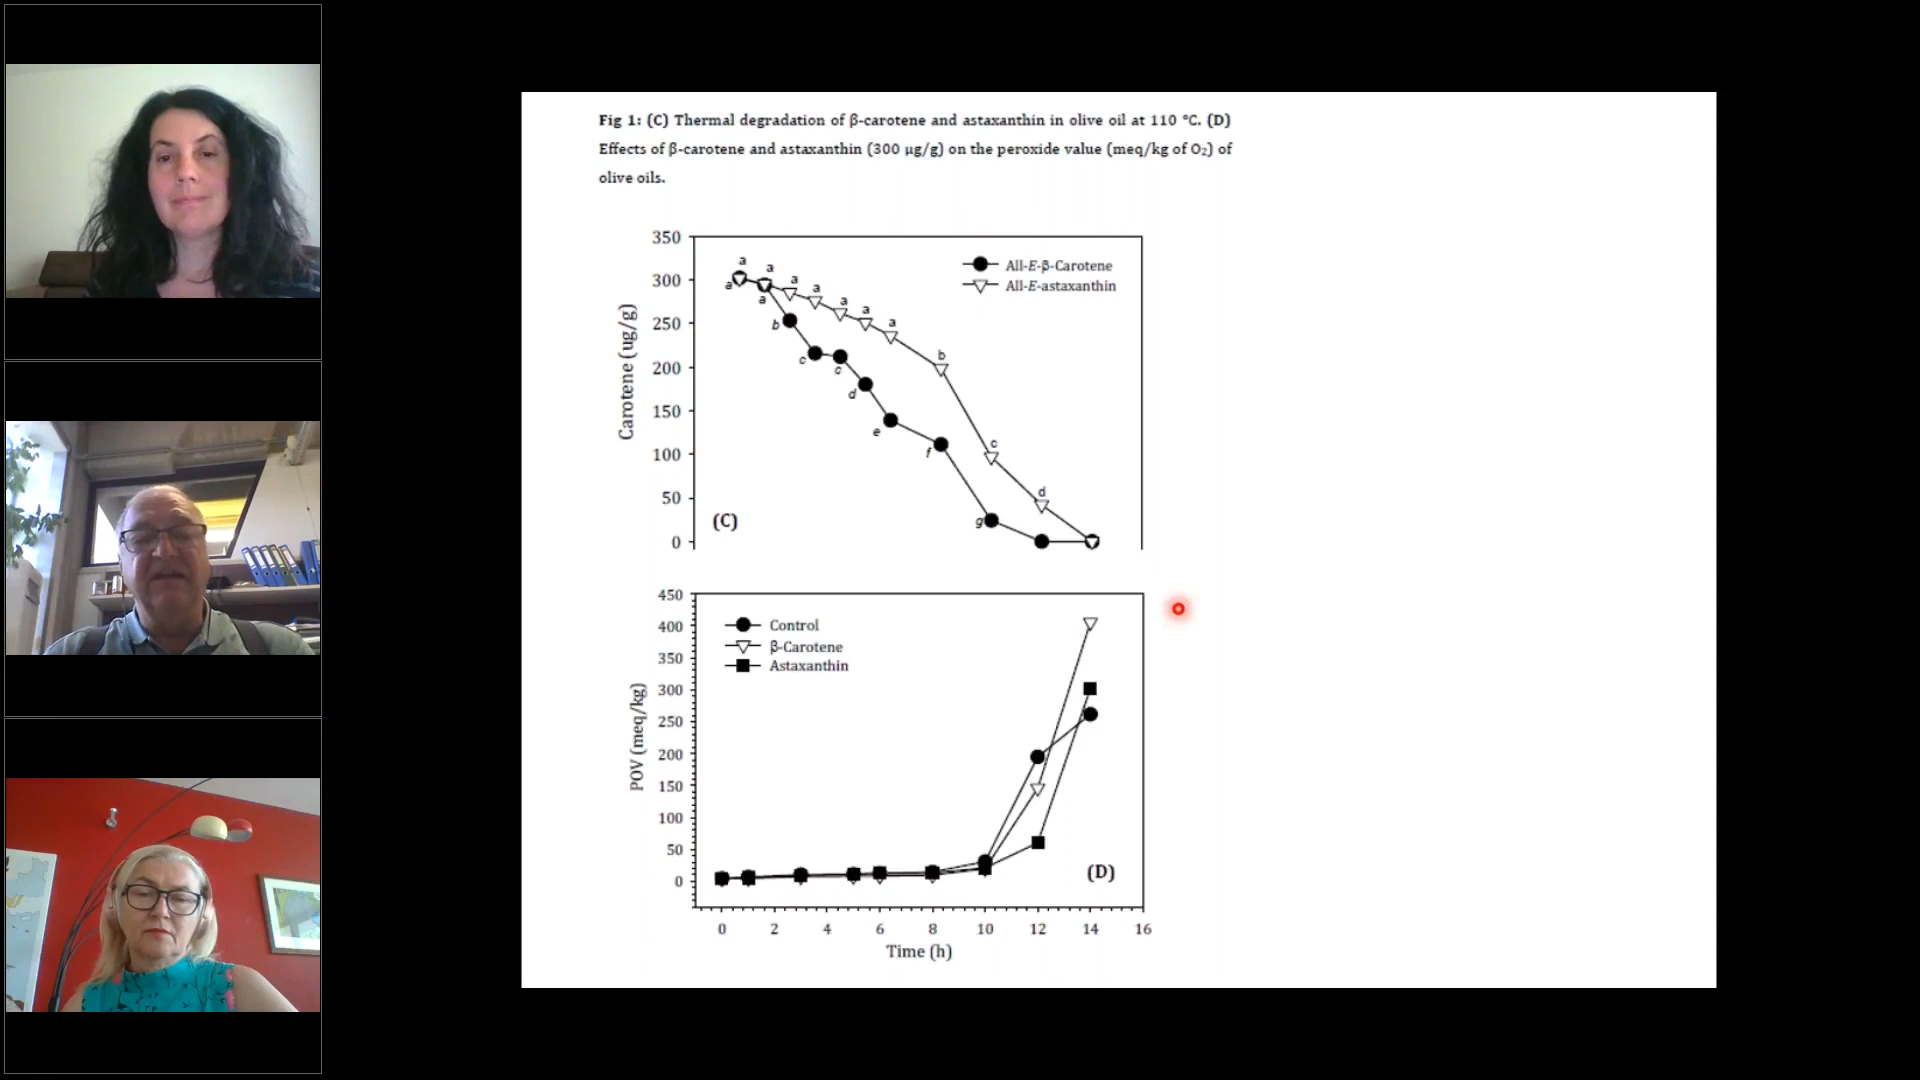 Fig 1: (C) Thermal degradation of β-carotene and astaxanthin in olive oil at 110 °C. (D)
Effects of β-carotene and astaxanthin (300 μg/g) on the peroxide value (meq/kg of O₂) of
olive oils.
350
300
250
200
150
100
50
0
Carotene (ug/g)
All-E-β-Carotene
All-E-astaxanthin
a
a
a
a
a
a
a
b
c
d
a
a
b
c
c
d
e
f
g
(C)
450
400
350
300
250
200
150
100
50
0
POV (meq/kg)
Control
β-Carotene
Astaxanthin
(D)
0 2 4 6 8 10 12 14 16
Time (h)